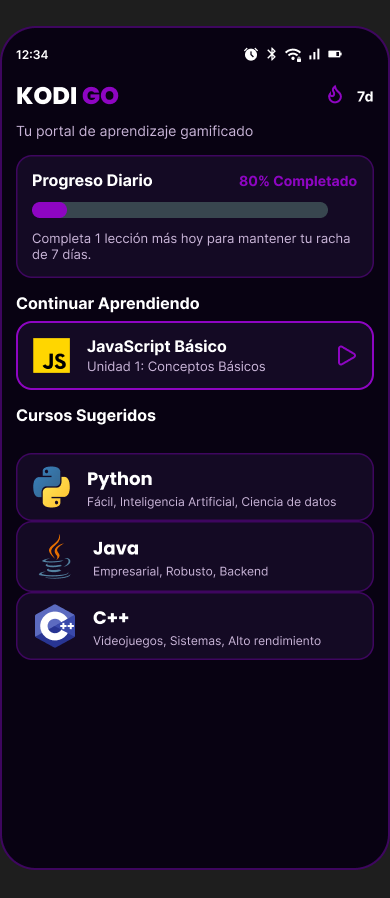 12:34
KODI GO
7d
Tu portal de aprendizaje gamificado
Progreso Diario
80% Completado
Completa 1 lección más hoy para mantener tu racha
de 7 días.
Continuar Aprendiendo
JS
JavaScript Básico
Unidad 1: Conceptos Básicos
Cursos Sugeridos
Python
Fácil, Inteligencia Artificial, Ciencia de datos
Java
Empresarial, Robusto, Backend
C++
C++
Videojuegos, Sistemas, Alto rendimiento